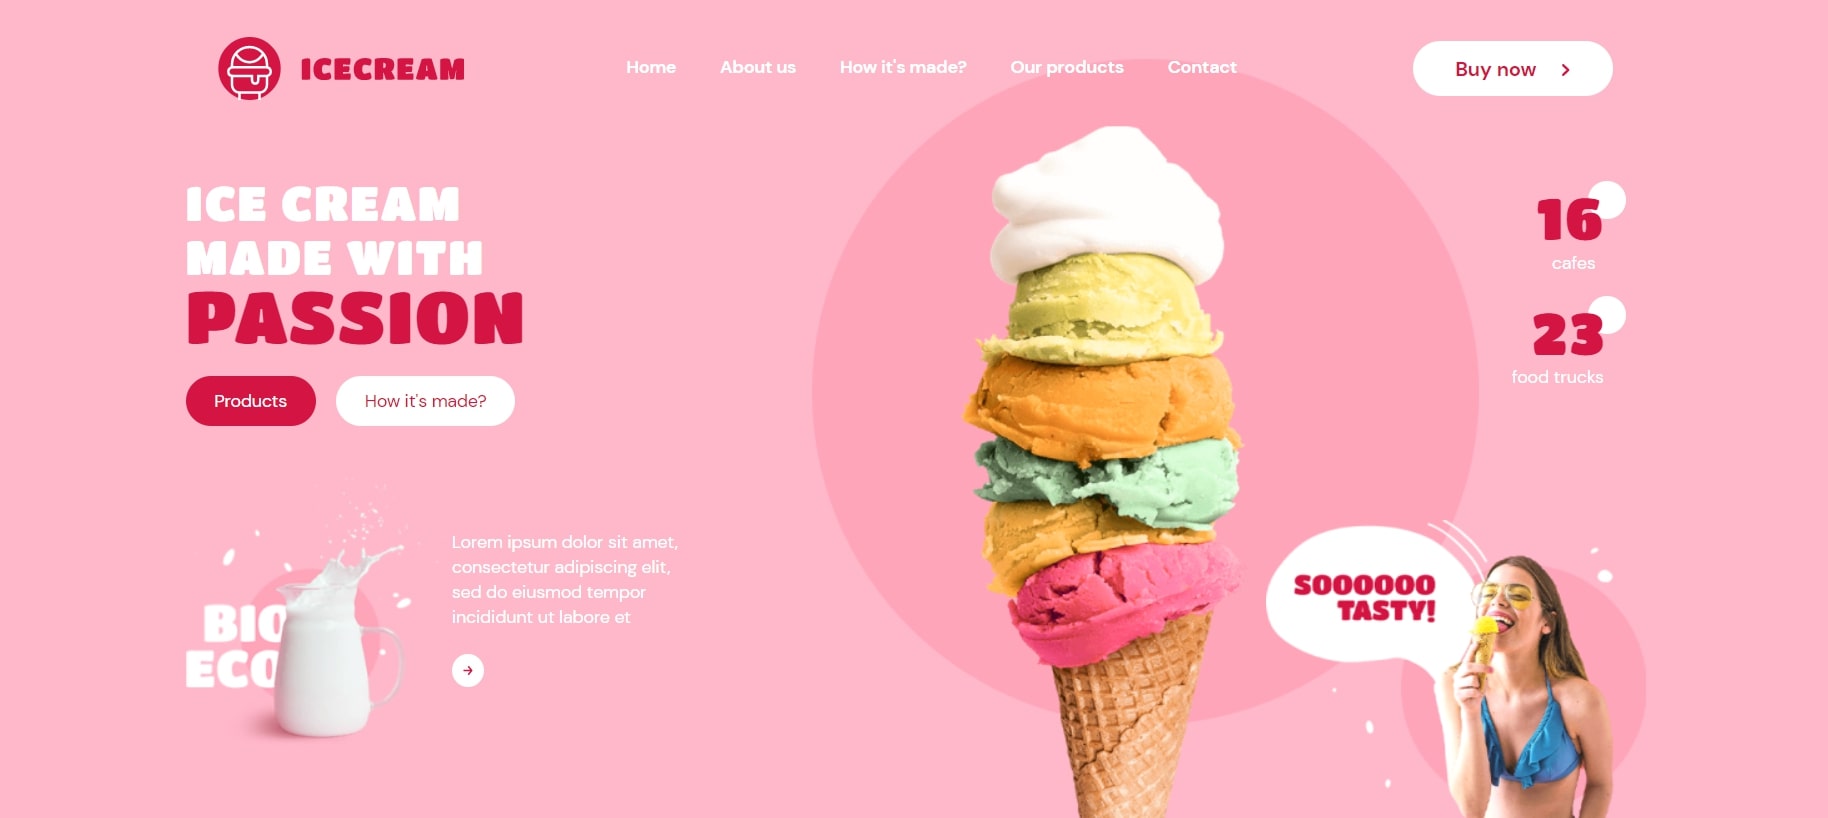 ICECREAM
Home
About us
How it's made?
Our products
Contact
Buy now
ICE CREAM
MADE WITH
PASSION
Products
How it's made?
16
cafes
23
food trucks
BIO
ECO
Lorem ipsum dolor sit amet,
consectetur adipiscing elit,
sed do eiusmod tempor
incididunt ut labore et
SOOOOOO
TASTY!